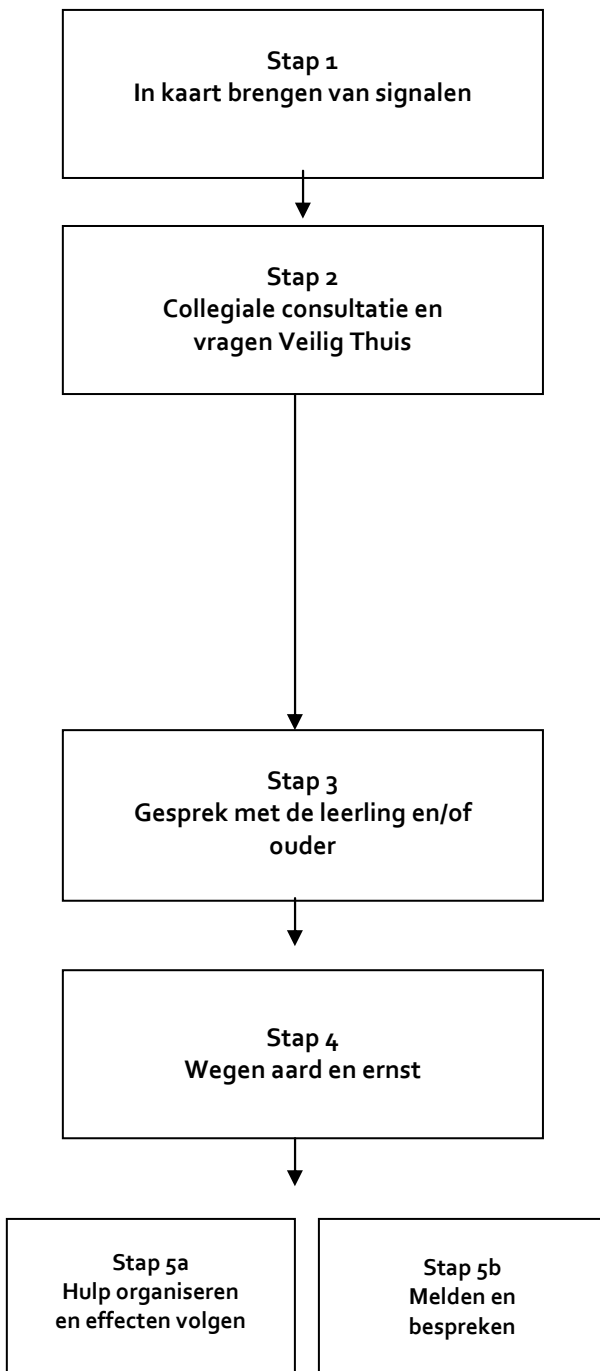 Stap 1
In kaart brengen van signalen
Stap 2
Collegiale consultatie en
vragen Veilig Thuis
Stap 3
Gesprek met de leerling en/of
ouder
Stap 4
Wegen aard en ernst
Stap 5a
Hulp organiseren
en effecten volgen
Stap 5b
Melden en
bespreken